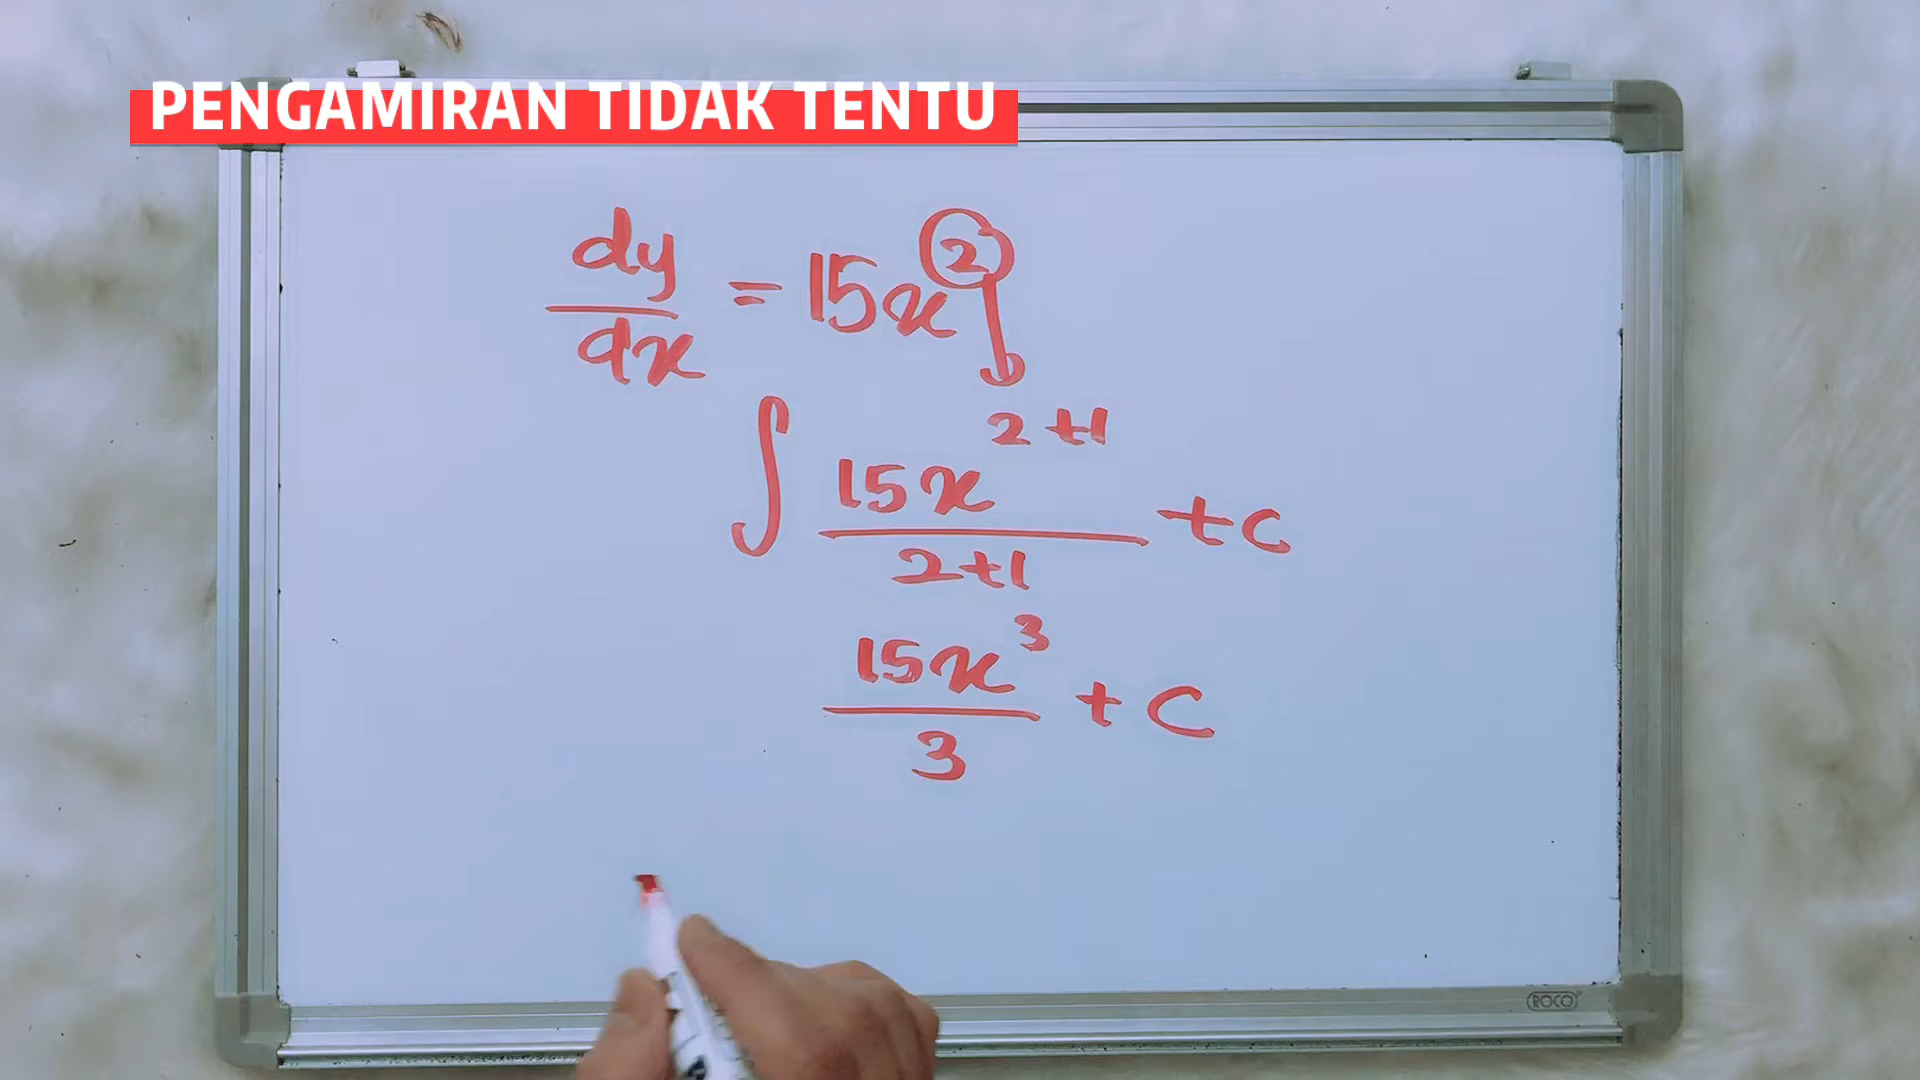 PENGAMIRAN TIDAK TENTU
dy/dx = 15x²
∫ 15x^(2+1)/(2+1) + c
15x³/3 + c
ROCO